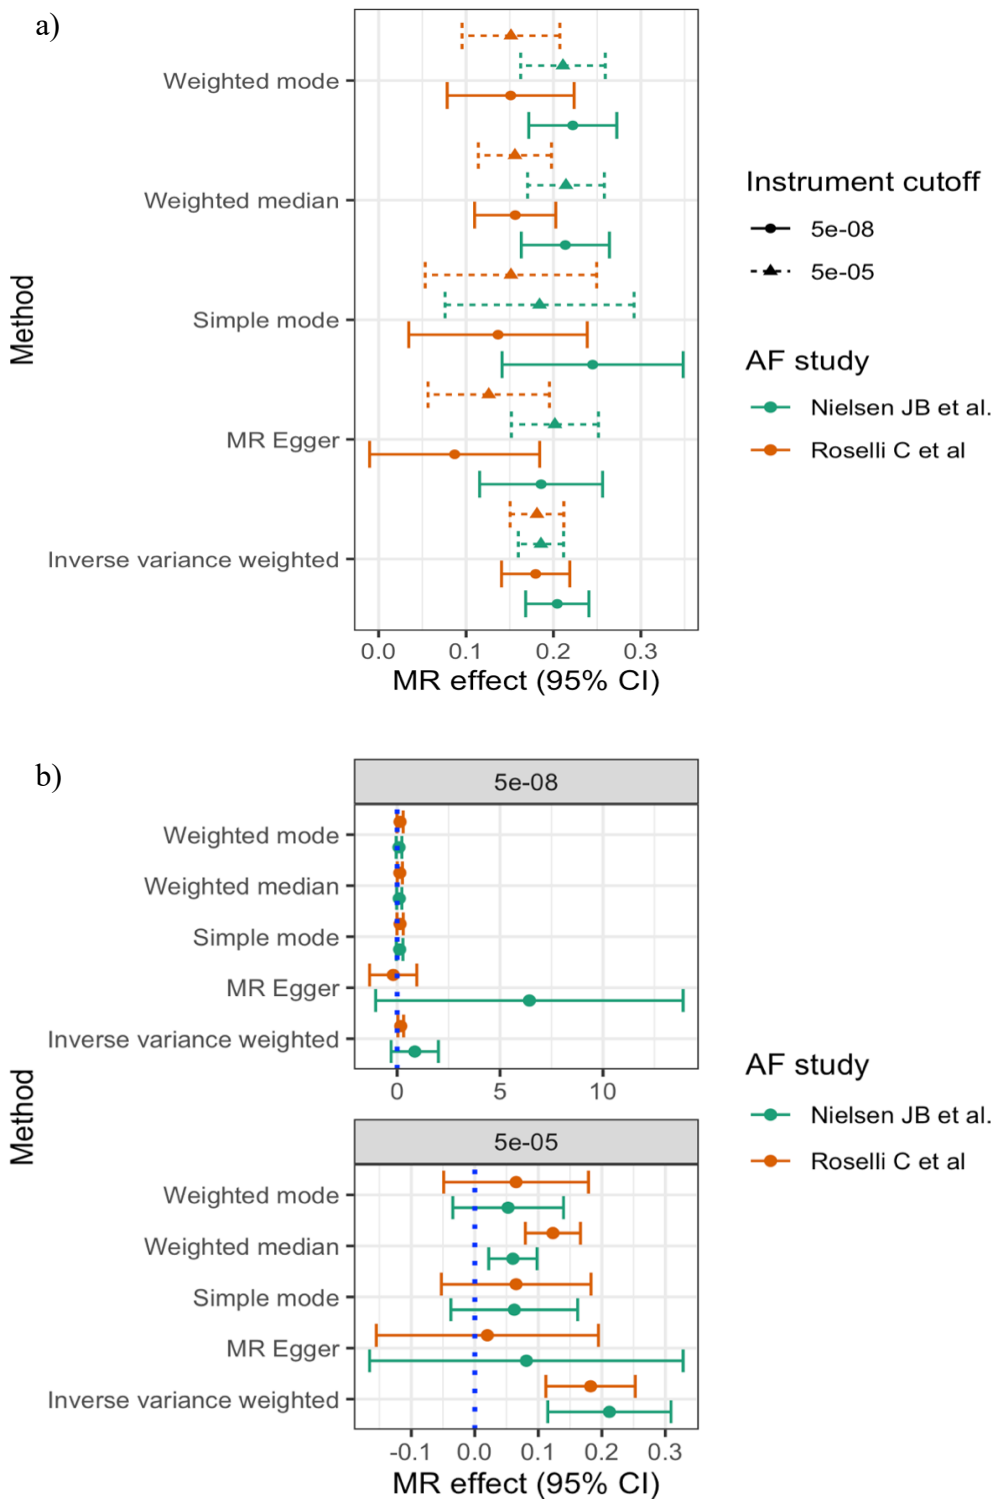 a)
Weighted mode
Weighted median
Simple mode
MR Egger
Inverse variance weighted
Method
0.0 0.1 0.2 0.3
MR effect (95% CI)
Instrument cutoff
5e-08
5e-05
AF study
Nielsen JB et al.
Roselli C et al
b)
5e-08
Weighted mode
Weighted median
Simple mode
MR Egger
Inverse variance weighted
0 5 10
Method
5e-05
Weighted mode
Weighted median
Simple mode
MR Egger
Inverse variance weighted
-0.1 0.0 0.1 0.2 0.3
MR effect (95% CI)
AF study
Nielsen JB et al.
Roselli C et al